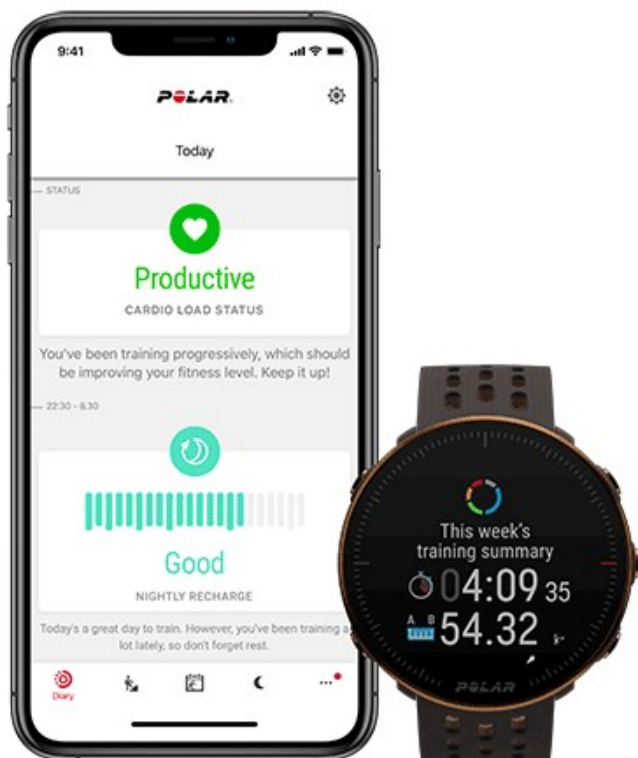 9:41
POLAR
Today
STATUS
Productive
CARDIO LOAD STATUS
You've been training progressively, which should
be improving your fitness level. Keep it up!
22:30 - 8.30
Good
NIGHTLY RECHARGE
Today's a great day to train. However, you've been training a
lot lately, so don't forget rest.
Diary
This week's
training summary
04:09 35
A B
54.32
POLAR